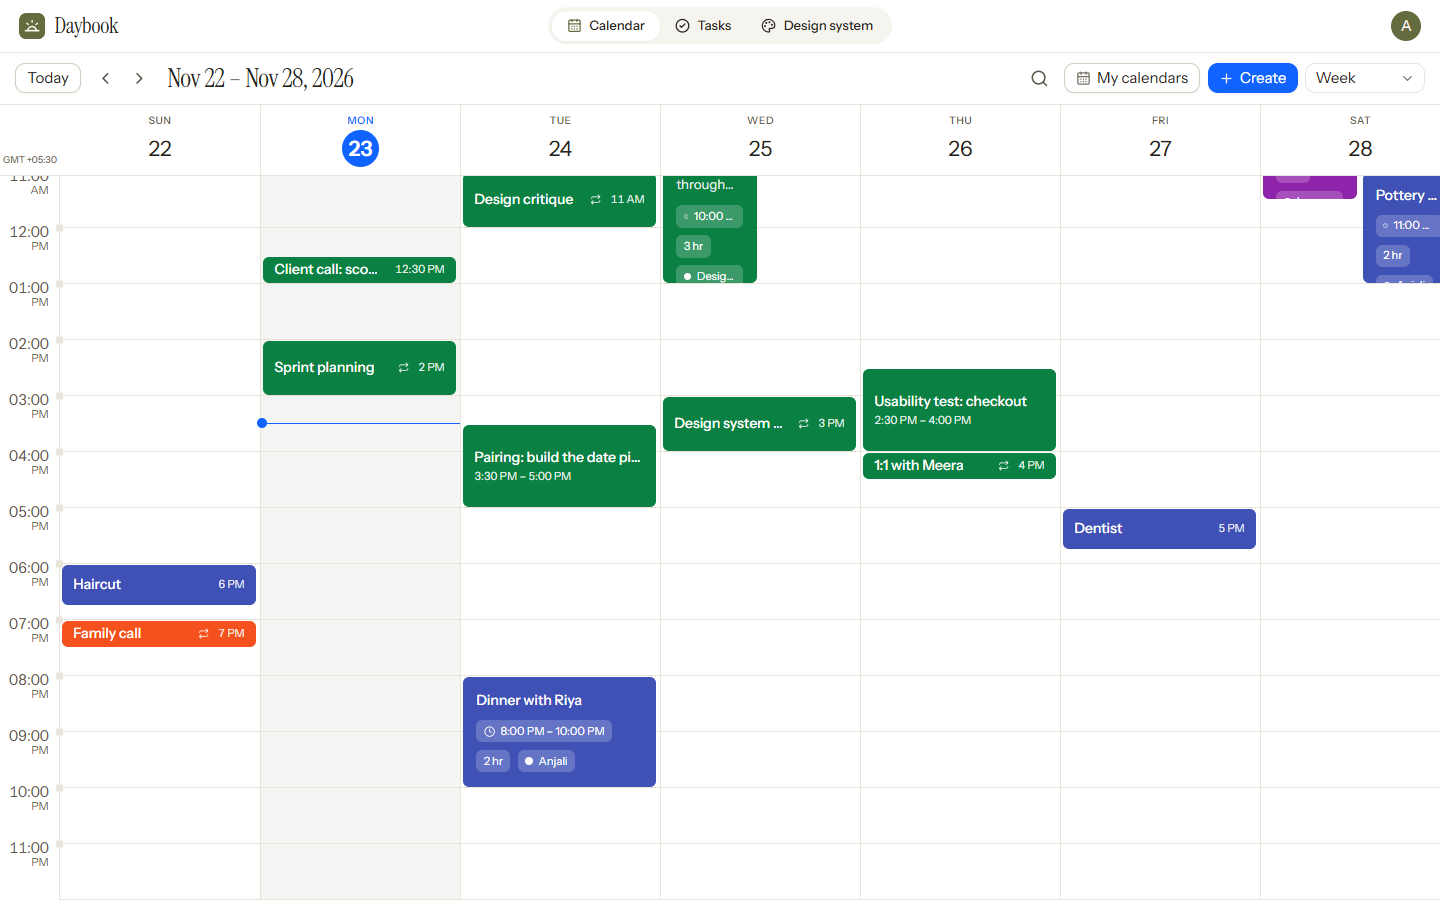 Daybook
Calendar
Tasks
Design system
A
Today
Nov 22 – Nov 28, 2026
My calendars
Create
Week
GMT +05:30
SUN
22
MON
23
TUE
24
WED
25
THU
26
FRI
27
SAT
28
11:00
AM
12:00
PM
01:00
PM
02:00
PM
03:00
PM
04:00
PM
05:00
PM
06:00
PM
07:00
PM
08:00
PM
09:00
PM
10:00
PM
11:00
PM
Haircut 6 PM
Family call 7 PM
Client call: sco... 12:30 PM
Sprint planning 2 PM
Design critique 11 AM
Pairing: build the date pi...
3:30 PM – 5:00 PM
Dinner with Riya
8:00 PM – 10:00 PM
2 hr
Anjali
through...
10:00 ...
3 hr
Desig...
Design system ... 3 PM
Usability test: checkout
2:30 PM – 4:00 PM
1:1 with Meera 4 PM
Dentist 5 PM
Pottery ...
11:00 ...
2 hr
Anjali